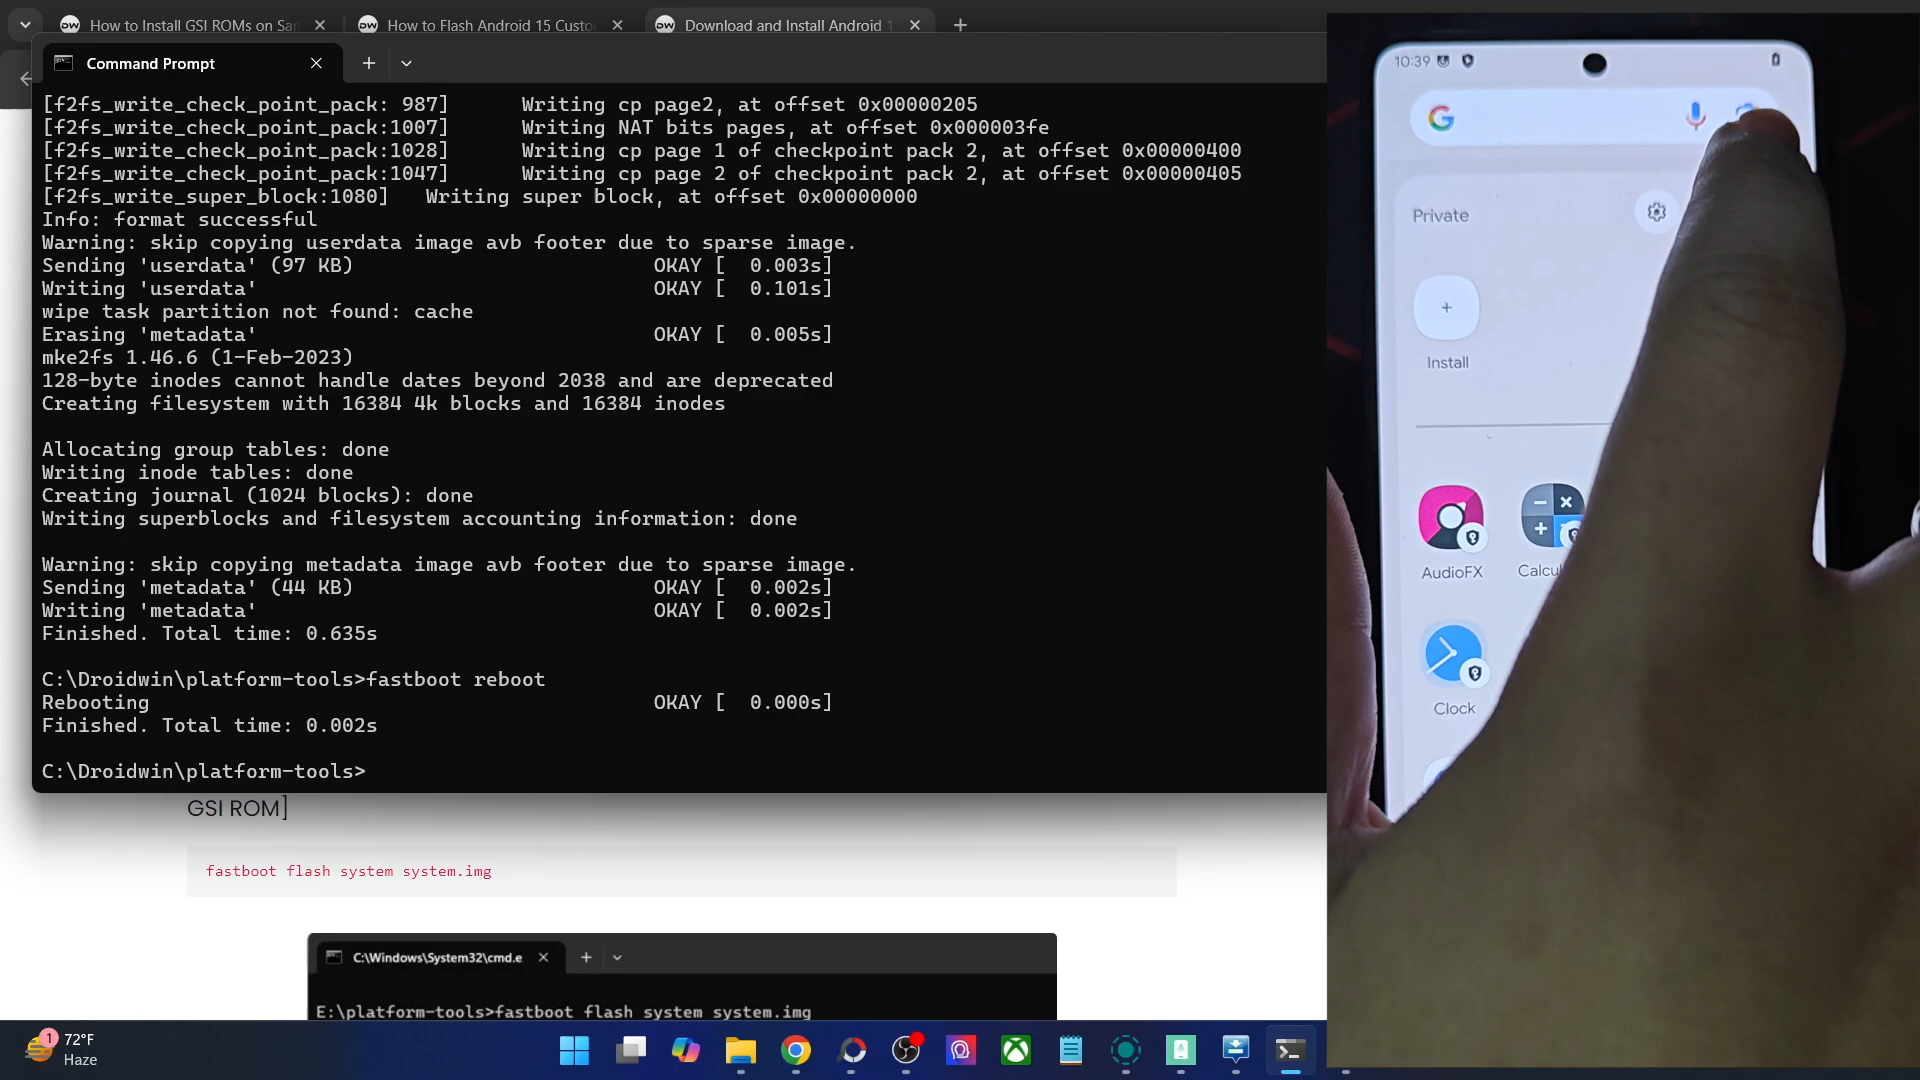 How to Install GSI ROMs on Sa
How to Flash Android 15 Custo
Download and Install Android 1
Command Prompt
[f2fs_write_check_point_pack: 987]      Writing cp page2, at offset 0x00000205
[f2fs_write_check_point_pack:1007]      Writing NAT bits pages, at offset 0x000003fe
[f2fs_write_check_point_pack:1028]      Writing cp page 1 of checkpoint pack 2, at offset 0x00000400
[f2fs_write_check_point_pack:1047]      Writing cp page 2 of checkpoint pack 2, at offset 0x00000405
[f2fs_write_super_block:1080]   Writing super block, at offset 0x00000000
Info: format successful
Warning: skip copying userdata image avb footer due to sparse image.
Sending 'userdata' (97 KB)                         OKAY [  0.003s]
Writing 'userdata'                                 OKAY [  0.101s]
wipe task partition not found: cache
Erasing 'metadata'                                 OKAY [  0.005s]
mke2fs 1.46.6 (1-Feb-2023)
128-byte inodes cannot handle dates beyond 2038 and are deprecated
Creating filesystem with 16384 4k blocks and 16384 inodes
Allocating group tables: done
Writing inode tables: done
Creating journal (1024 blocks): done
Writing superblocks and filesystem accounting information: done
Warning: skip copying metadata image avb footer due to sparse image.
Sending 'metadata' (44 KB)                         OKAY [  0.002s]
Writing 'metadata'                                 OKAY [  0.002s]
Finished. Total time: 0.635s
C:\Droidwin\platform-tools>fastboot reboot
Rebooting                                          OKAY [  0.000s]
Finished. Total time: 0.002s
C:\Droidwin\platform-tools>
GSI ROM]
fastboot flash system system.img
C:\Windows\System32\cmd.e
E:\platform-tools>fastboot flash system system.img
1
72°F
Haze
10:39
Private
Install
AudioFX
Calcul
Clock